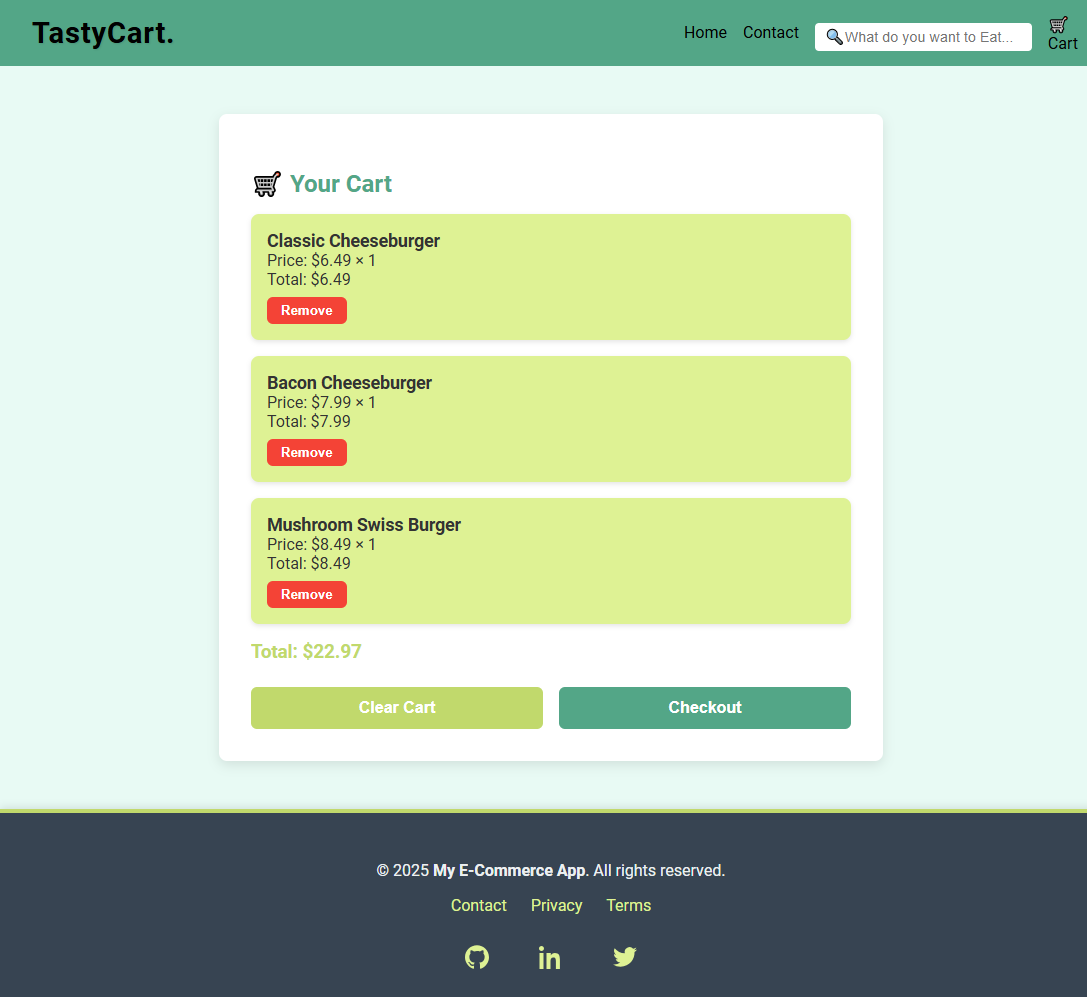 TastyCart.
Home Contact What do you want to Eat... Cart
Your Cart
Classic Cheeseburger
Price: $6.49 × 1
Total: $6.49
Remove
Bacon Cheeseburger
Price: $7.99 × 1
Total: $7.99
Remove
Mushroom Swiss Burger
Price: $8.49 × 1
Total: $8.49
Remove
Total: $22.97
Clear Cart Checkout
© 2025 My E-Commerce App. All rights reserved.
Contact Privacy Terms